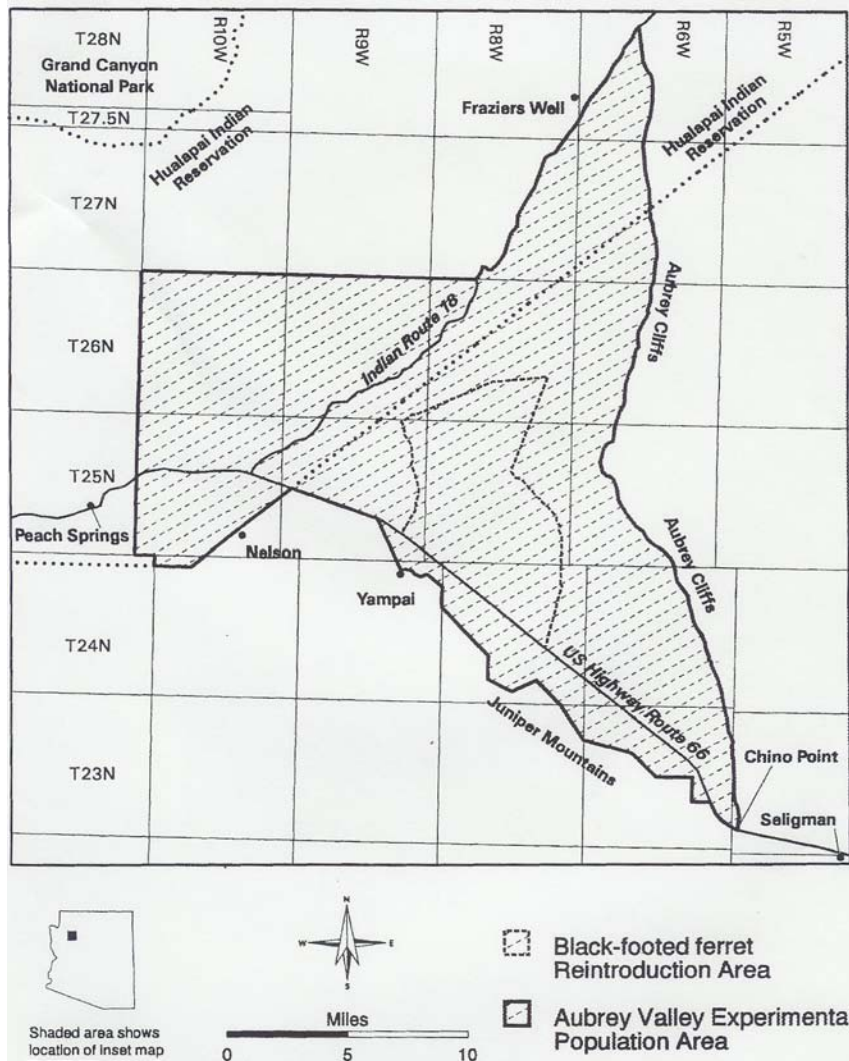 T28N
R10W
R9W
R8W
R6W
R5W
Grand Canyon
National Park
Fraziers Well
T27.5N
Hualapai Indian
Reservation
Hualapai Indian
Reservation
T27N
Aubrey Cliffs
Indian Route 18
T26N
T25N
Peach Springs
Nelson
Aubrey Cliffs
Yampai
T24N
US Highway Route 66
Juniper Mountains
T23N
Chino Point
Seligman
N
W
E
S
Black-footed ferret
Reintroduction Area
Miles
Aubrey Valley Experimenta
Population Area
Shaded area shows
location of inset map
0
5
10